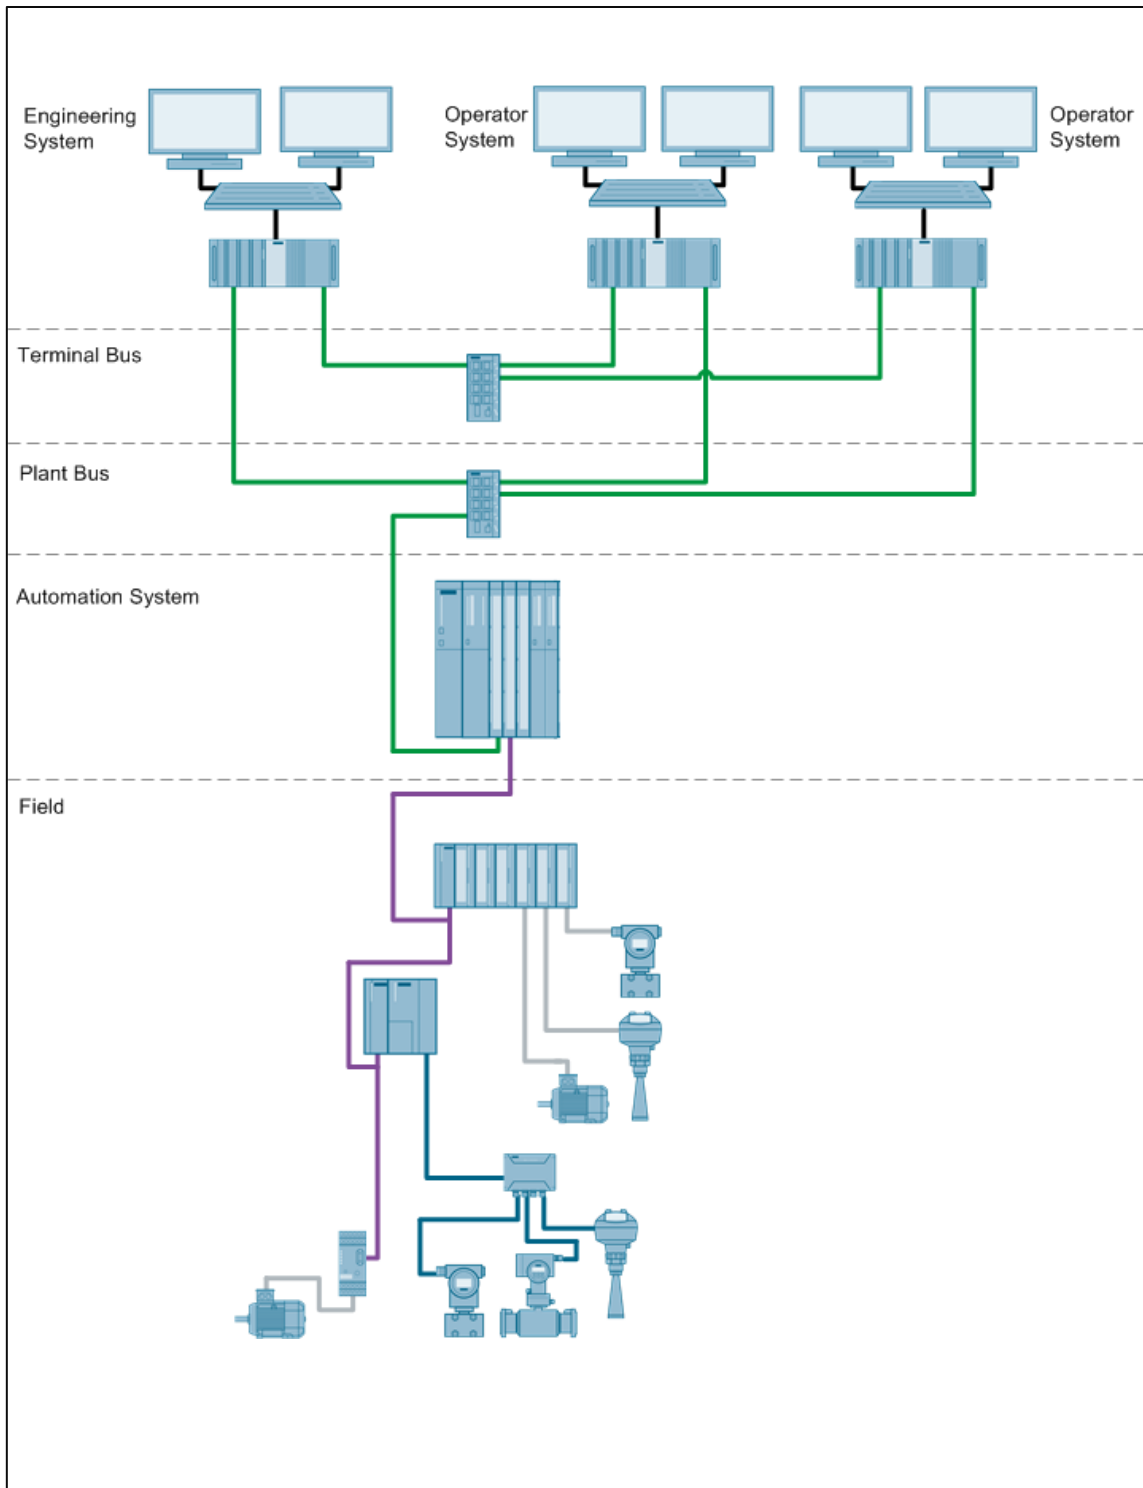 Engineering
System
Operator
System
Operator
System
Terminal Bus
Plant Bus
Automation System
Field